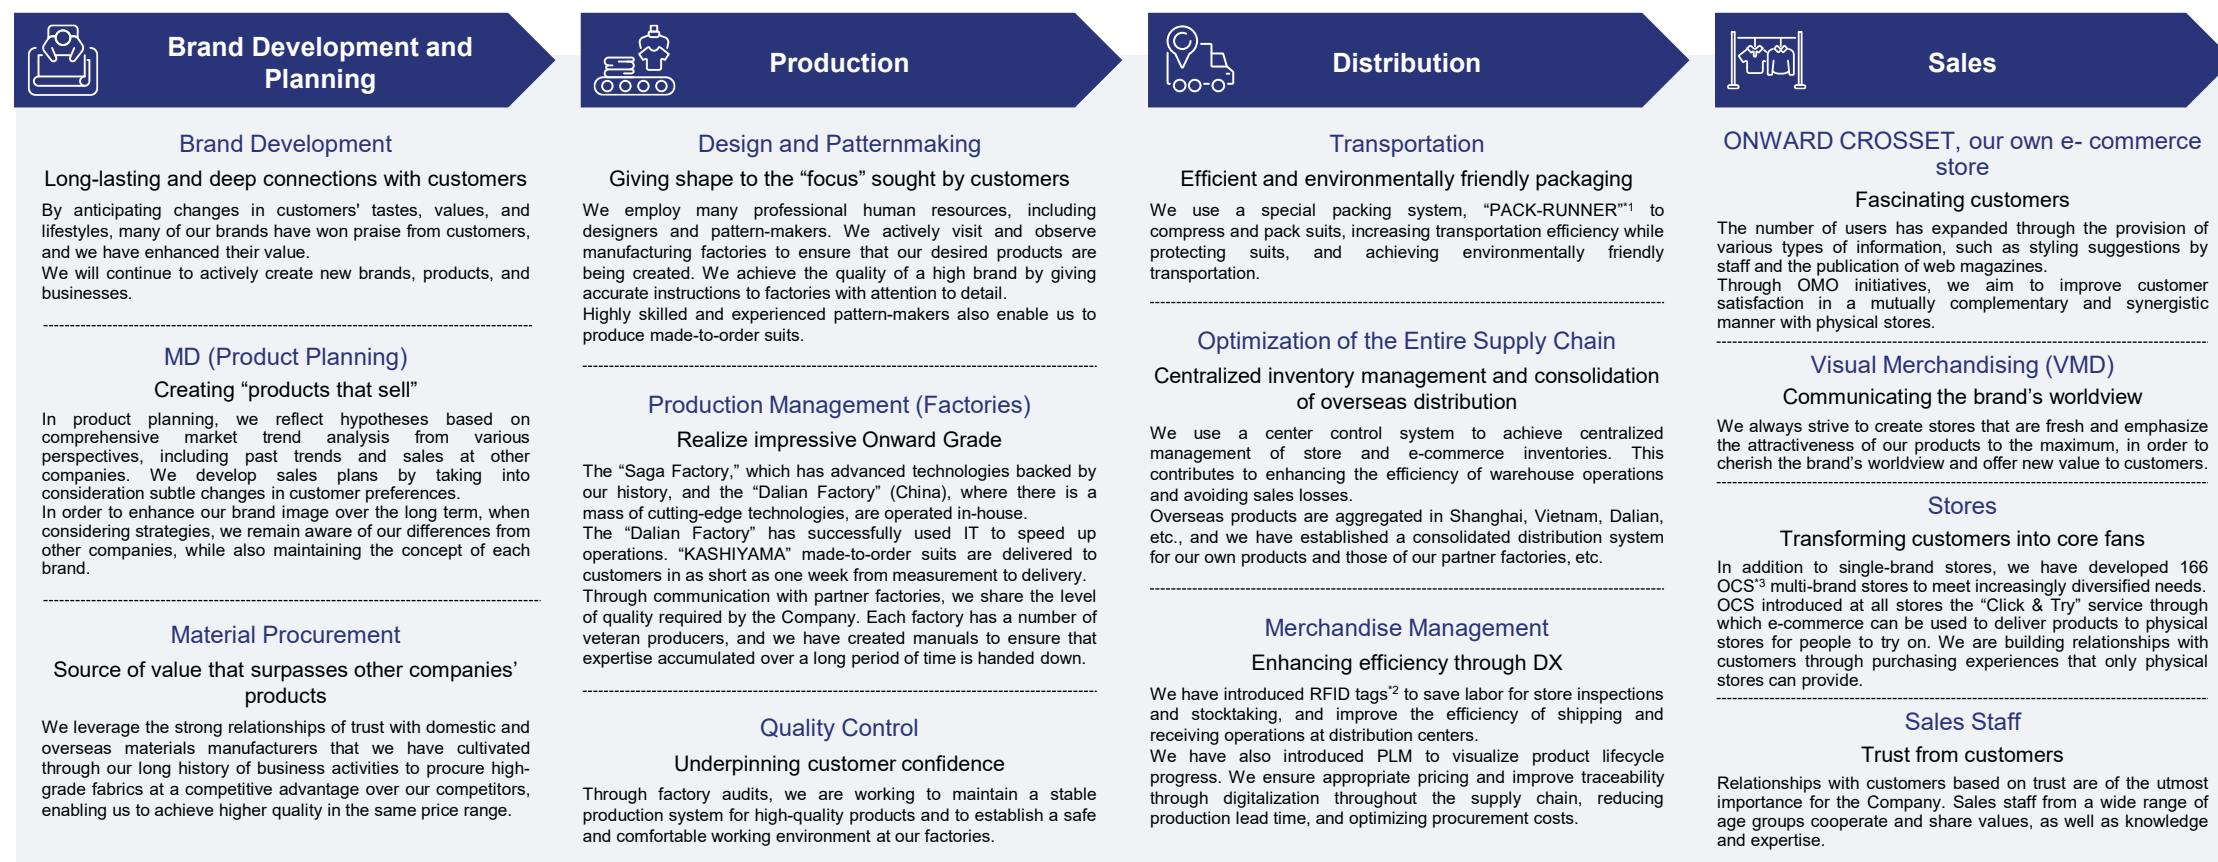 Brand Development and
Planning
Brand Development
Long-lasting and deep connections with customers
By anticipating changes in customers' tastes, values, and
lifestyles, many of our brands have won praise from customers,
and we have enhanced their value.
We will continue to actively create new brands, products, and
businesses.
MD (Product Planning)
Creating “products that sell”
In product planning, we reflect hypotheses based on
comprehensive market trend analysis from various
perspectives, including past trends and sales at other
companies. We develop sales plans by taking into
consideration subtle changes in customer preferences.
In order to enhance our brand image over the long term, when
considering strategies, we remain aware of our differences from
other companies, while also maintaining the concept of each
brand.
Material Procurement
Source of value that surpasses other companies’
products
We leverage the strong relationships of trust with domestic and
overseas materials manufacturers that we have cultivated
through our long history of business activities to procure high-
grade fabrics at a competitive advantage over our competitors,
enabling us to achieve higher quality in the same price range.
Production
Design and Patternmaking
Giving shape to the “focus” sought by customers
We employ many professional human resources, including
designers and pattern-makers. We actively visit and observe
manufacturing factories to ensure that our desired products are
being created. We achieve the quality of a high brand by giving
accurate instructions to factories with attention to detail.
Highly skilled and experienced pattern-makers also enable us to
produce made-to-order suits.
Production Management (Factories)
Realize impressive Onward Grade
The “Saga Factory,” which has advanced technologies backed by
our history, and the “Dalian Factory” (China), where there is a
mass of cutting-edge technologies, are operated in-house.
The “Dalian Factory” has successfully used IT to speed up
operations. “KASHIYAMA” made-to-order suits are delivered to
customers in as short as one week from measurement to delivery.
Through communication with partner factories, we share the level
of quality required by the Company. Each factory has a number of
veteran producers, and we have created manuals to ensure that
expertise accumulated over a long period of time is handed down.
Quality Control
Underpinning customer confidence
Through factory audits, we are working to maintain a stable
production system for high-quality products and to establish a safe
and comfortable working environment at our factories.
Distribution
Transportation
Efficient and environmentally friendly packaging
We use a special packing system, “PACK-RUNNER”*1 to
compress and pack suits, increasing transportation efficiency while
protecting suits, and achieving environmentally friendly
transportation.
Optimization of the Entire Supply Chain
Centralized inventory management and consolidation
of overseas distribution
We use a center control system to achieve centralized
management of store and e-commerce inventories. This
contributes to enhancing the efficiency of warehouse operations
and avoiding sales losses.
Overseas products are aggregated in Shanghai, Vietnam, Dalian,
etc., and we have established a consolidated distribution system
for our own products and those of our partner factories, etc.
Merchandise Management
Enhancing efficiency through DX
We have introduced RFID tags*2 to save labor for store inspections
and stocktaking, and improve the efficiency of shipping and
receiving operations at distribution centers.
We have also introduced PLM to visualize product lifecycle
progress. We ensure appropriate pricing and improve traceability
through digitalization throughout the supply chain, reducing
production lead time, and optimizing procurement costs.
Sales
ONWARD CROSSET, our own e- commerce
store
Fascinating customers
The number of users has expanded through the provision of
various types of information, such as styling suggestions by
staff and the publication of web magazines.
Through OMO initiatives, we aim to improve customer
satisfaction in a mutually complementary and synergistic
manner with physical stores.
Visual Merchandising (VMD)
Communicating the brand’s worldview
We always strive to create stores that are fresh and emphasize
the attractiveness of our products to the maximum, in order to
cherish the brand’s worldview and offer new value to customers.
Stores
Transforming customers into core fans
In addition to single-brand stores, we have developed 166
OCS*3 multi-brand stores to meet increasingly diversified needs.
OCS introduced at all stores the “Click & Try” service through
which e-commerce can be used to deliver products to physical
stores for people to try on. We are building relationships with
customers through purchasing experiences that only physical
stores can provide.
Sales Staff
Trust from customers
Relationships with customers based on trust are of the utmost
importance for the Company. Sales staff from a wide range of
age groups cooperate and share values, as well as knowledge
and expertise.